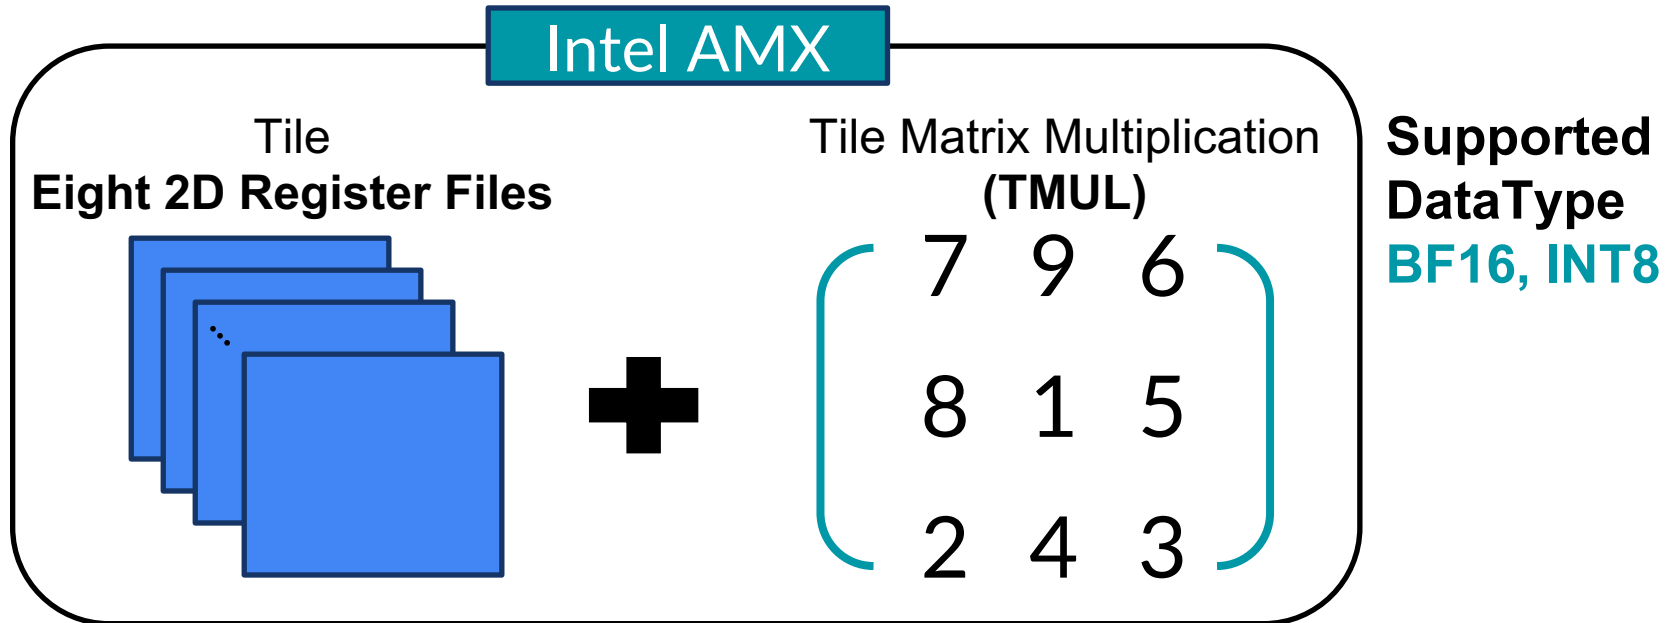 Intel AMX
Tile
Eight 2D Register Files
Tile Matrix Multiplication
(TMUL)
7 9 6
8 1 5
2 4 3
Supported
DataType
BF16, INT8